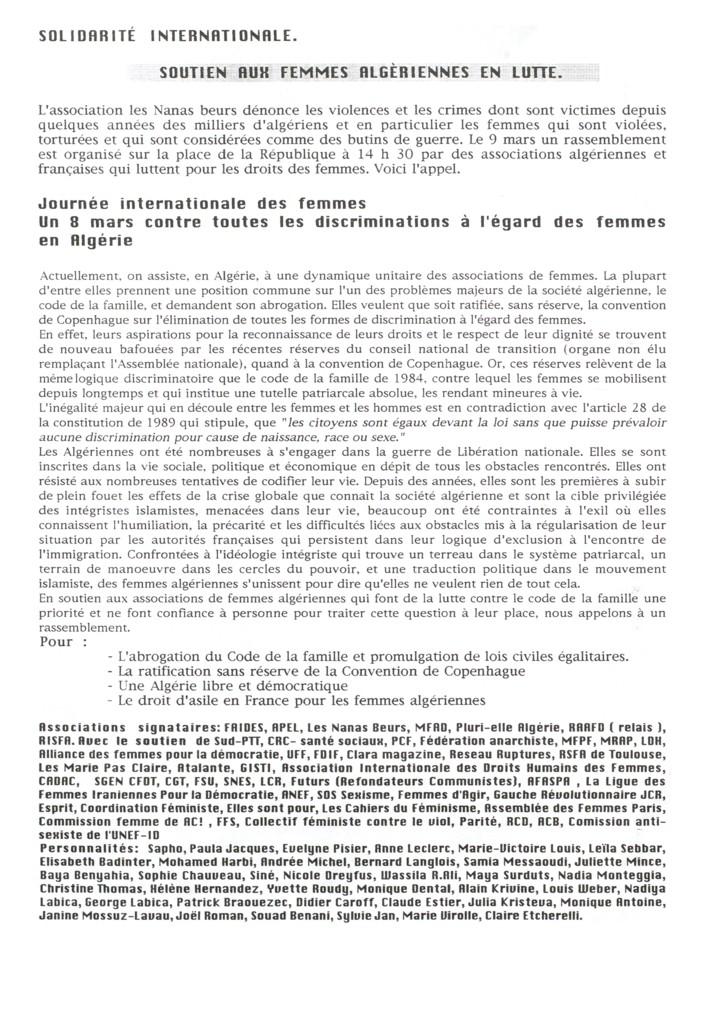 SOLIDARITÉ INTERNATIONALE.
SOUTIEN AUX FEMMES ALGÈRIENNES EN LUTTE.
L'association les Nanas beurs dénonce les violences et les crimes dont sont victimes depuis
quelques années des milliers d'algériens et en particulier les femmes qui sont violées,
torturées et qui sont considérées comme des butins de guerre. Le 9 mars un rassemblement
est organisé sur la place de la République à 14 h 30 par des associations algériennes et
françaises qui luttent pour les droits des femmes. Voici l'appel.
Journée internationale des femmes
Un 8 mars contre toutes les discriminations à l'égard des femmes
en Algérie
Actuellement, on assiste, en Algérie, à une dynamique unitaire des associations de femmes. La plupart
d'entre elles prennent une position commune sur l'un des problèmes majeurs de la société algérienne, le
code de la famille, et demandent son abrogation. Elles veulent que soit ratifiée, sans réserve, la convention
de Copenhague sur l'élimination de toutes les formes de discrimination à l'égard des femmes.
En effet, leurs aspirations pour la reconnaissance de leurs droits et le respect de leur dignité se trouvent
de nouveau bafouées par les récentes réserves du conseil national de transition (organe non élu
remplaçant l'Assemblée nationale), quand à la convention de Copenhague. Or, ces réserves relèvent de la
même logique discriminatoire que le code de la famille de 1984, contre lequel les femmes se mobilisent
depuis longtemps et qui institue une tutelle patriarcale absolue, les rendant mineures à vie.
L'inégalité majeur qui en découle entre les femmes et les hommes est en contradiction avec l'article 28 de
la constitution de 1989 qui stipule, que "les citoyens sont égaux devant la loi sans que puisse prévaloir
aucune discrimination pour cause de naissance, race ou sexe."
Les Algériennes ont été nombreuses à s'engager dans la guerre de Libération nationale. Elles se sont
inscrites dans la vie sociale, politique et économique en dépit de tous les obstacles rencontrés. Elles ont
résisté aux nombreuses tentatives de codifier leur vie. Depuis des années, elles sont les premières à subir
de plein fouet les effets de la crise globale que connait la société algérienne et sont la cible privilégiée
des intégristes islamistes, menacées dans leur vie, beaucoup ont été contraintes à l'exil où elles
connaissent l'humiliation, la précarité et les difficultés liées aux obstacles mis à la régularisation de leur
situation par les autorités françaises qui persistent dans leur logique d'exclusion à l'encontre de
l'immigration. Confrontées à l'idéologie intégriste qui trouve un terreau dans le système patriarcal, un
terrain de manoeuvre dans les cercles du pouvoir, et une traduction politique dans le mouvement
islamiste, des femmes algériennes s'unissent pour dire qu'elles ne veulent rien de tout cela.
En soutien aux associations de femmes algériennes qui font de la lutte contre le code de la famille une
priorité et ne font confiance à personne pour traiter cette question à leur place, nous appelons à un
rassemblement.
Pour :
- L'abrogation du Code de la famille et promulgation de lois civiles égalitaires.
- La ratification sans réserve de la Convention de Copenhague
- Une Algérie libre et démocratique
- Le droit d'asile en France pour les femmes algériennes
Associations signataires: FAIDES, APEL, Les Nanas Beurs, MFAD, Pluri-elle Algérie, RAAFD ( relais ),
AISFA. Avec le soutien de Sud-PTT, CRC- santé sociaux, PCF, Fédération anarchiste, MFPF, MRAP, LDH,
Alliance des femmes pour la démocratie, UFF, FDIF, Clara magazine, Reseau Ruptures, RSFA de Toulouse,
Les Marie Pas Claire, Atalante, GISTI, Association Internationale des Droits Humains des Femmes,
CADAC, SGEN CFDT, CGT, FSU, SNES, LCR, Futurs (Refondateurs Communistes), AFASPA , La Ligue des
Femmes Iraniennes Pour la Démocratie, ANEF, SOS Sexisme, Femmes d'Agir, Gauche Révolutionnaire JCR,
Esprit, Coordination Féministe, Elles sont pour, Les Cahiers du Féminisme, Assemblée des Femmes Paris,
Commission femme de AC! , FFS, Collectif féministe contre le viol, Parité, RCD, ACB, Comission anti-
sexiste de l'UNEF-ID
Personnalités: Sapho, Paula Jacques, Evelyne Pisier, Anne Leclerc, Marie-Victoire Louis, Leïla Sebbar,
Elisabeth Badinter, Mohamed Harbi, Andrée Michel, Bernard Langlois, Samia Messaoudi, Juliette Mince,
Baya Benyahia, Sophie Chauveau, Siné, Nicole Dreyfus, Wassila A.Ali, Maya Surduts, Nadia Monteggia,
Christine Thomas, Hélène Hernandez, Yvette Roudy, Monique Dental, Alain Krivine, Louis Weber, Nadiya
Labica, George Labica, Patrick Braouezec, Didier Caroff, Claude Estier, Julia Kristeva, Monique Antoine,
Janine Mossuz-Lavau, Joël Roman, Souad Benani, Sylvie Jan, Marie Virolle, Claire Etcherelli.